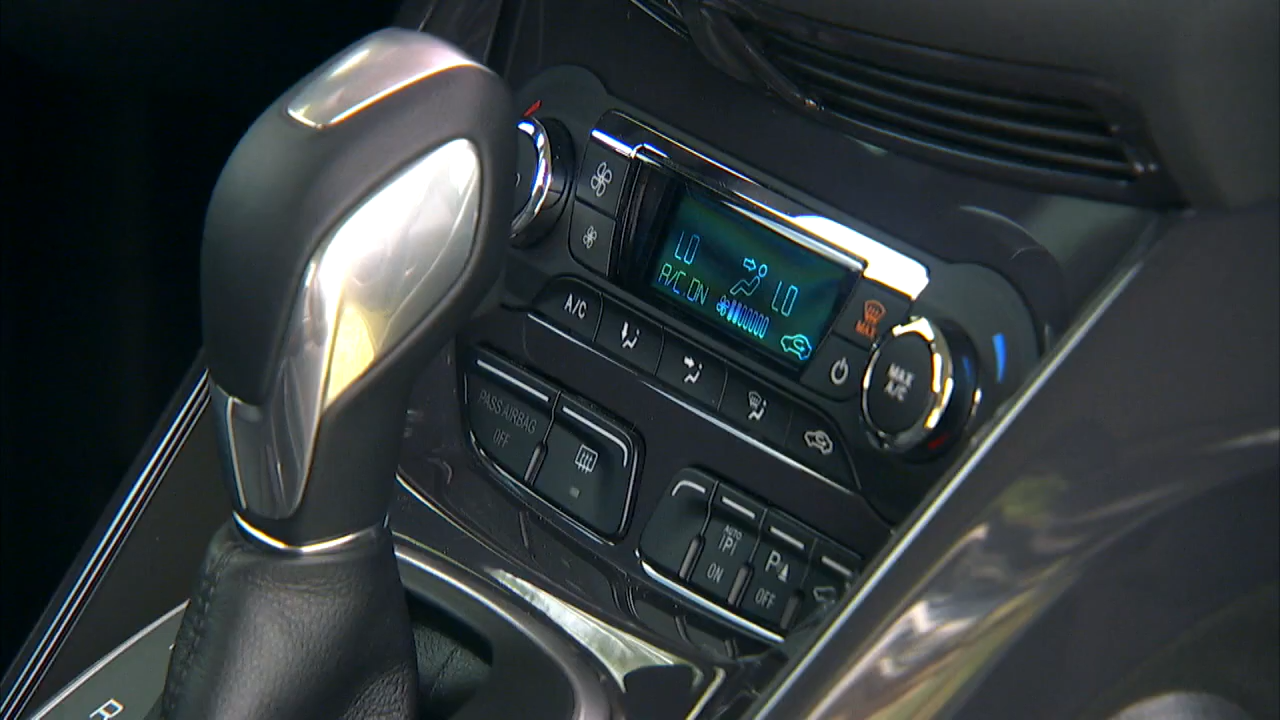 LO
LO
A/C ON
A/C
MAX
MAX
A/C
PASS AIRBAG
OFF
AUTO
P
ON
P
OFF
R